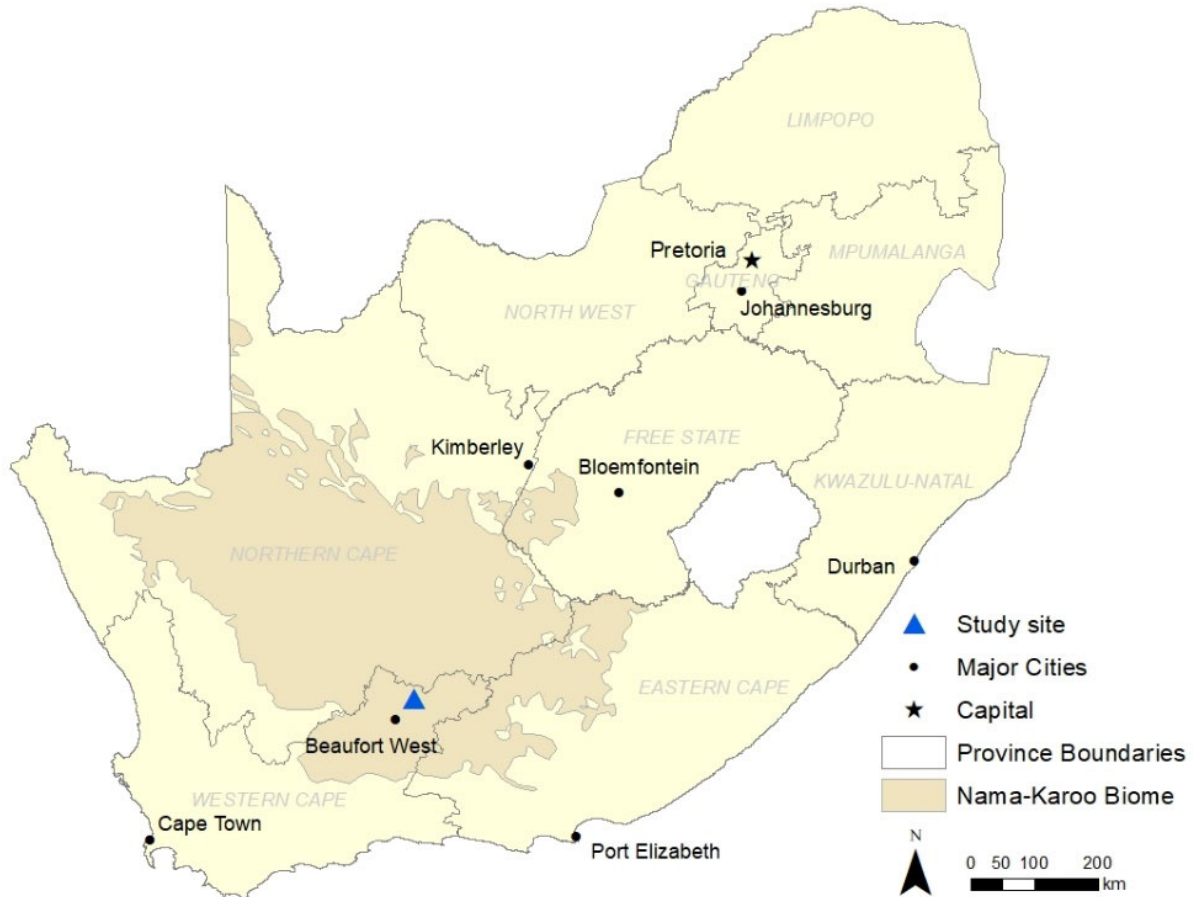 LIMPOPO
Pretoria
MPUMALANGA
GAUTENG
NORTH WEST
Johannesburg
Kimberley
FREE STATE
Bloemfontein
KWAZULU-NATAL
NORTHERN CAPE
Durban
EASTERN CAPE
Beaufort West
WESTERN CAPE
Cape Town
Port Elizabeth
Study site
Major Cities
Capital
Province Boundaries
Nama-Karoo Biome
N
0 50 100 200
km